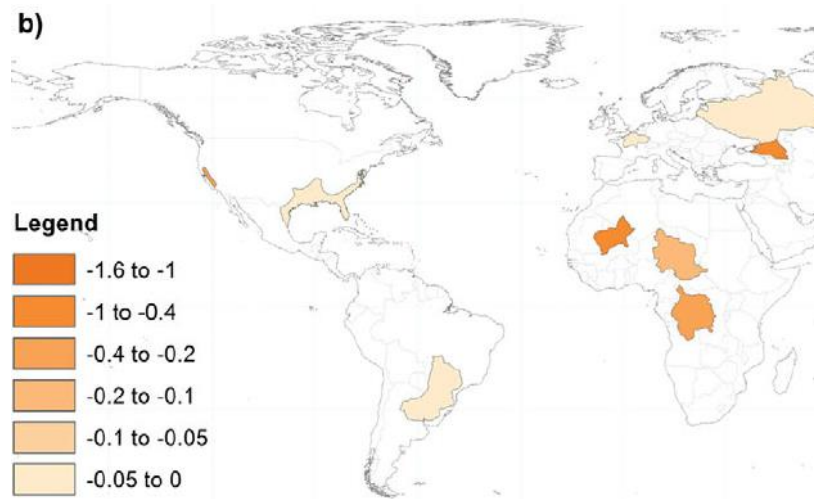 b)
Legend
-1.6 to -1
-1 to -0.4
-0.4 to -0.2
-0.2 to -0.1
-0.1 to -0.05
-0.05 to 0